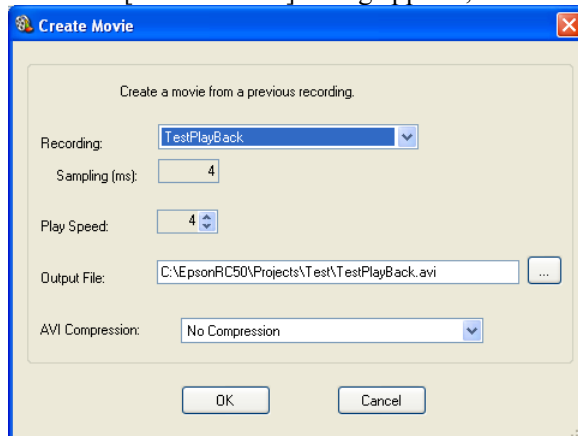 Create Movie
Create a movie from a previous recording.
Recording: TestPlayBack
Sampling (ms): 4
Play Speed: 4
Output File: C:\EpsonRC50\Projects\Test\TestPlayBack.avi ...
AVI Compression: No Compression
OK Cancel